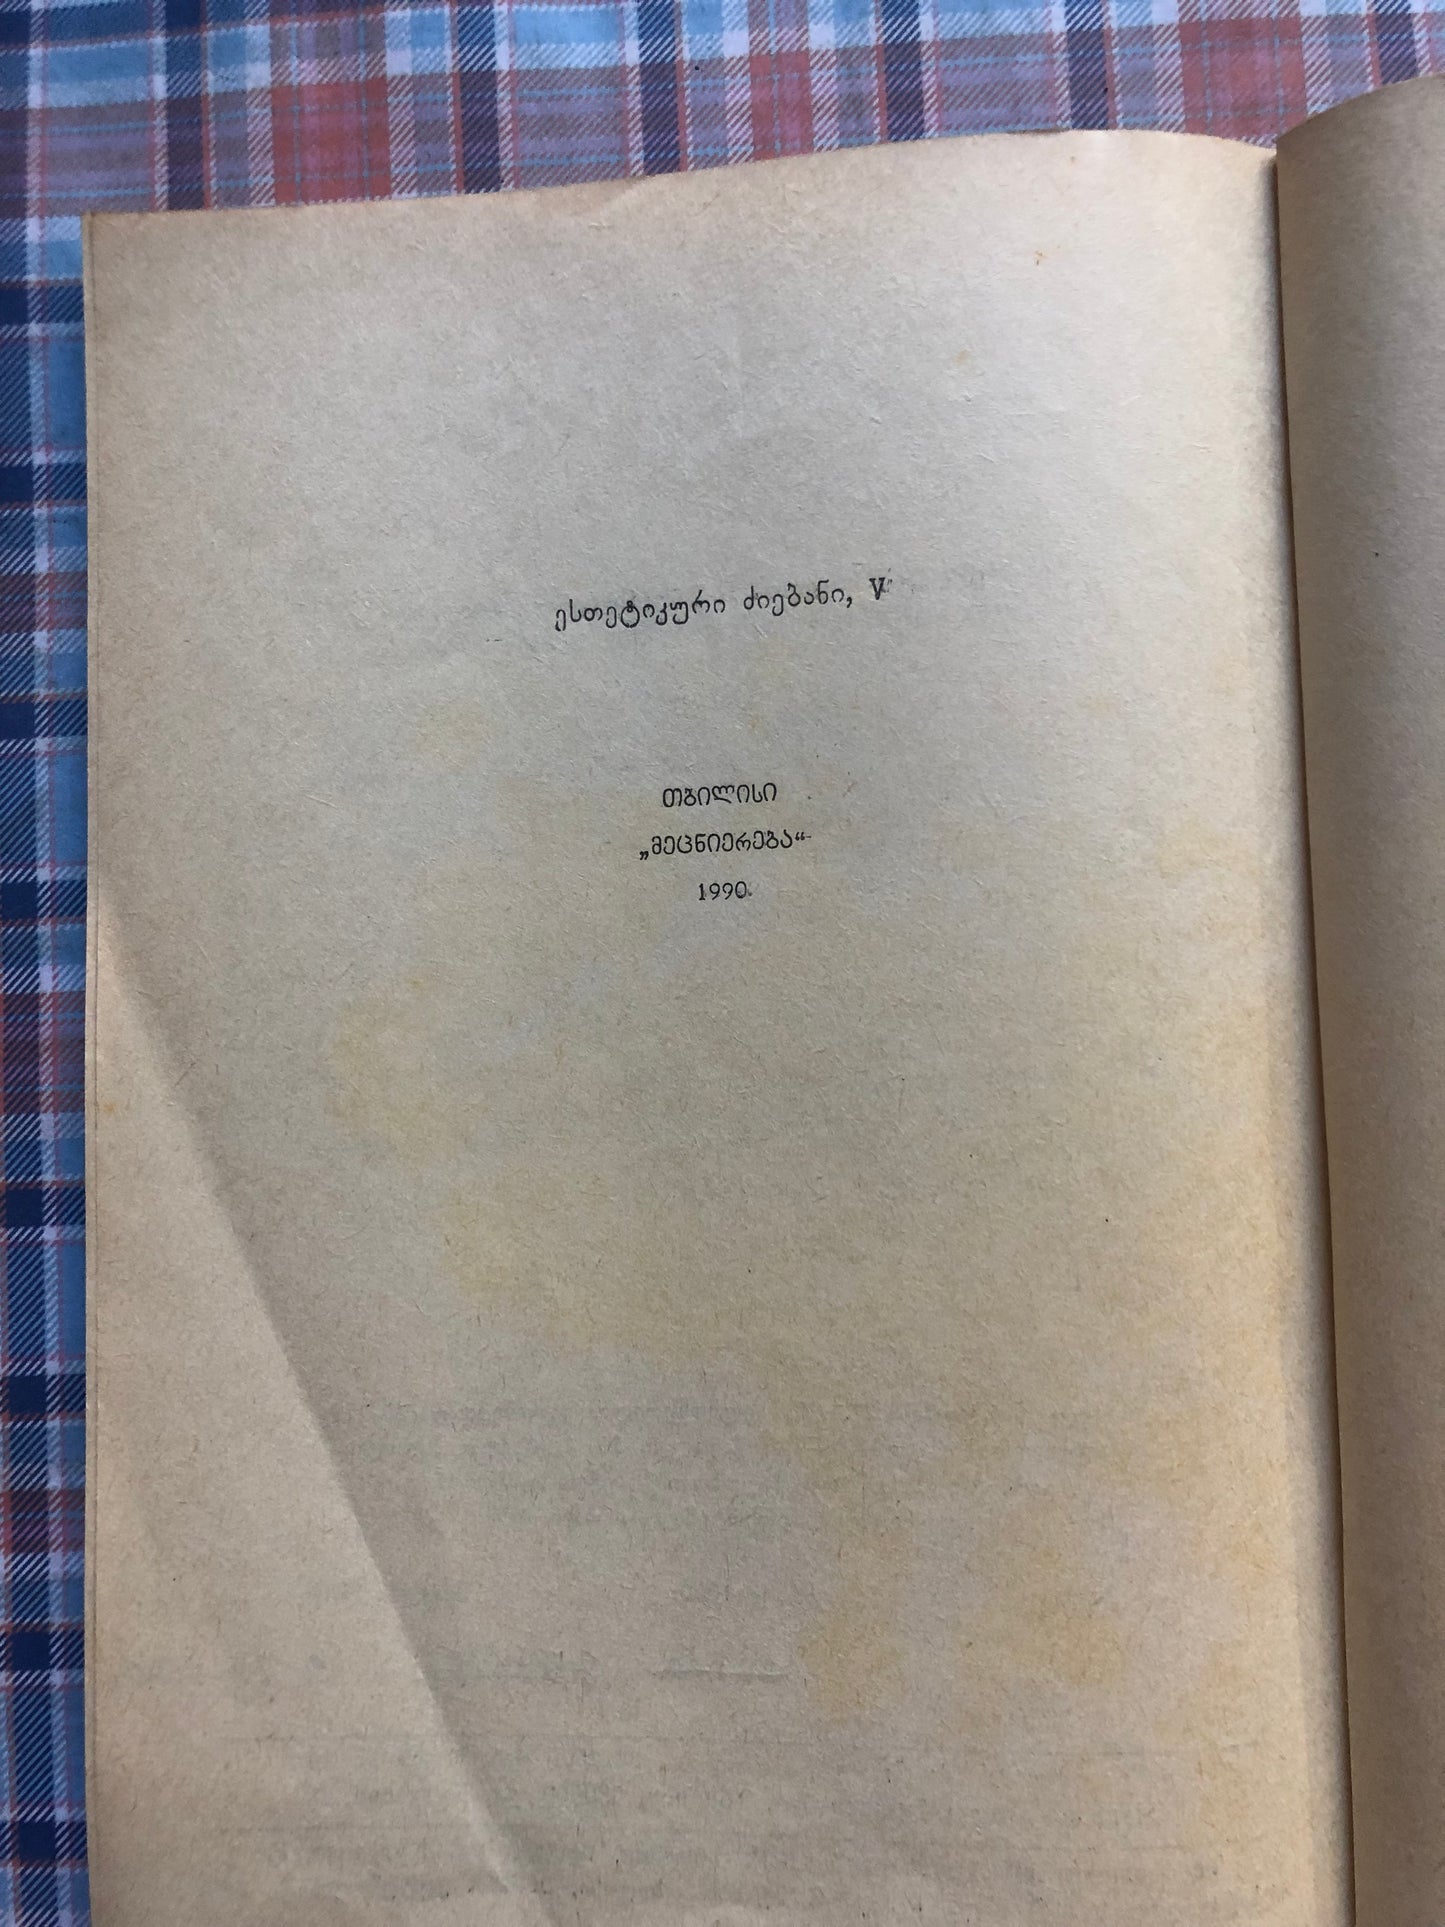 ესთეტიკური ძიებანი, V
თბილისი
„მეცნიერება“
1990